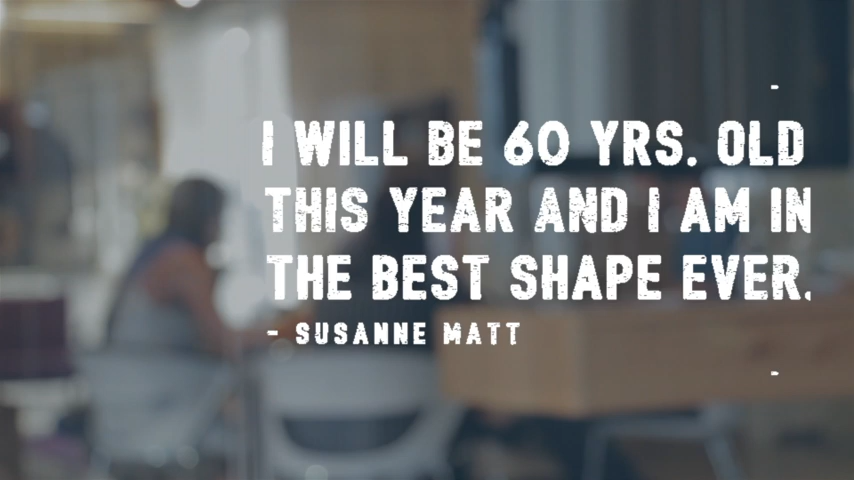 I WILL BE 60 YRS. OLD
THIS YEAR AND I AM IN
THE BEST SHAPE EVER.
- SUSANNE MATT